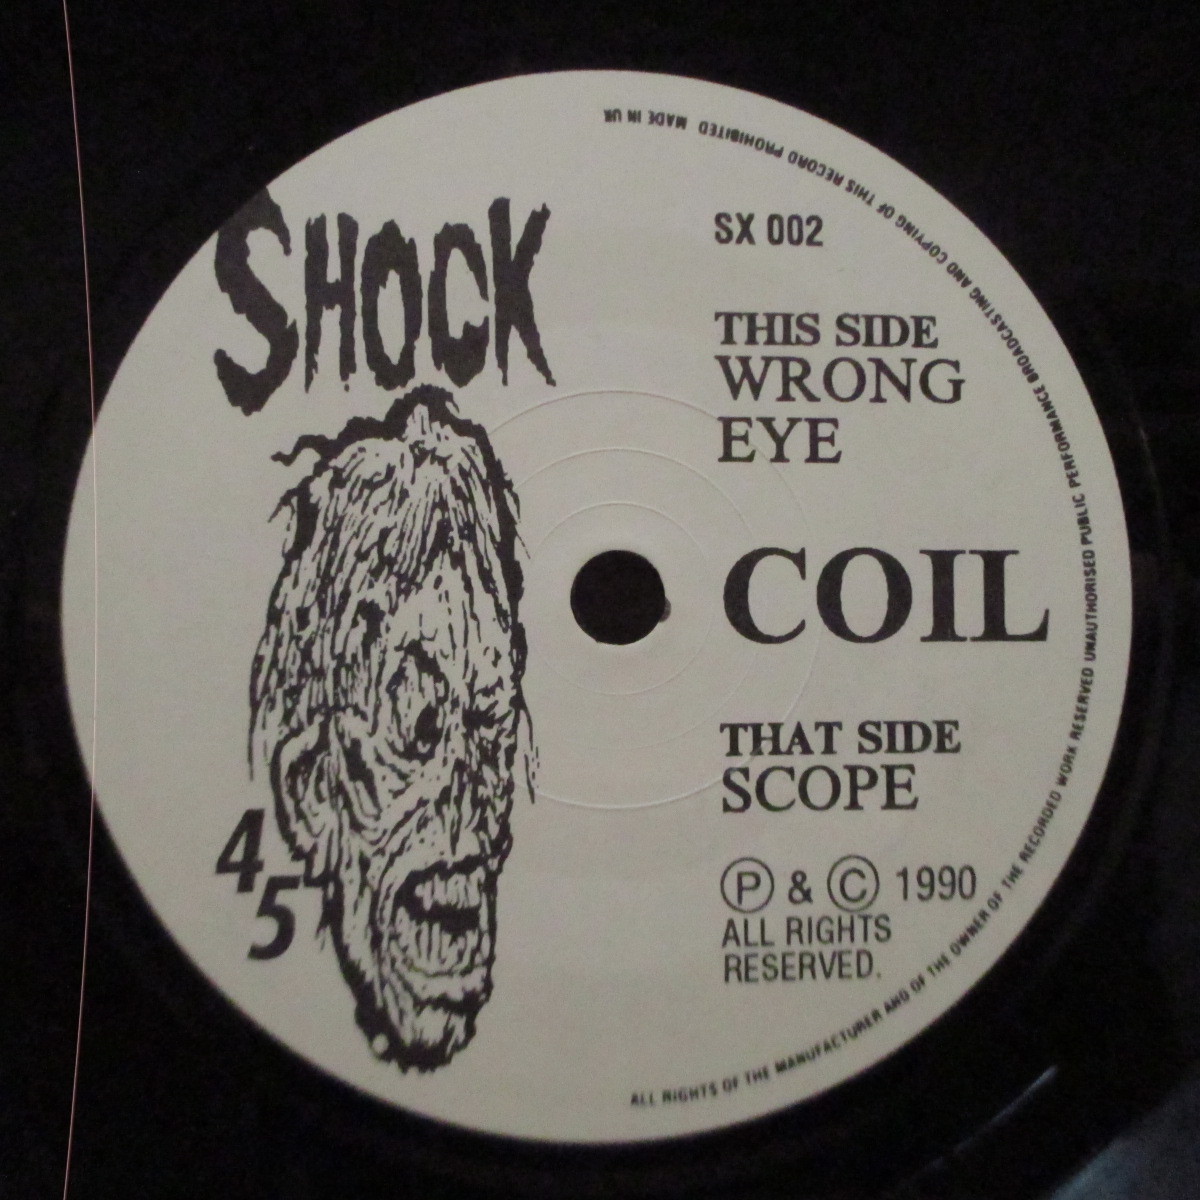 SHOCK
SX 002
THIS SIDE
WRONG
EYE
COIL
THAT SIDE
SCOPE
Ⓟ & © 1990
ALL RIGHTS
RESERVED.
45
ALL RIGHTS OF THE MANUFACTURER AND OF THE OWNER OF THE RECORDED WORK RESERVED UNAUTHORISED PUBLIC PERFORMANCE BROADCASTING AND COPYING OF THIS RECORD PROHIBITED MADE IN UK